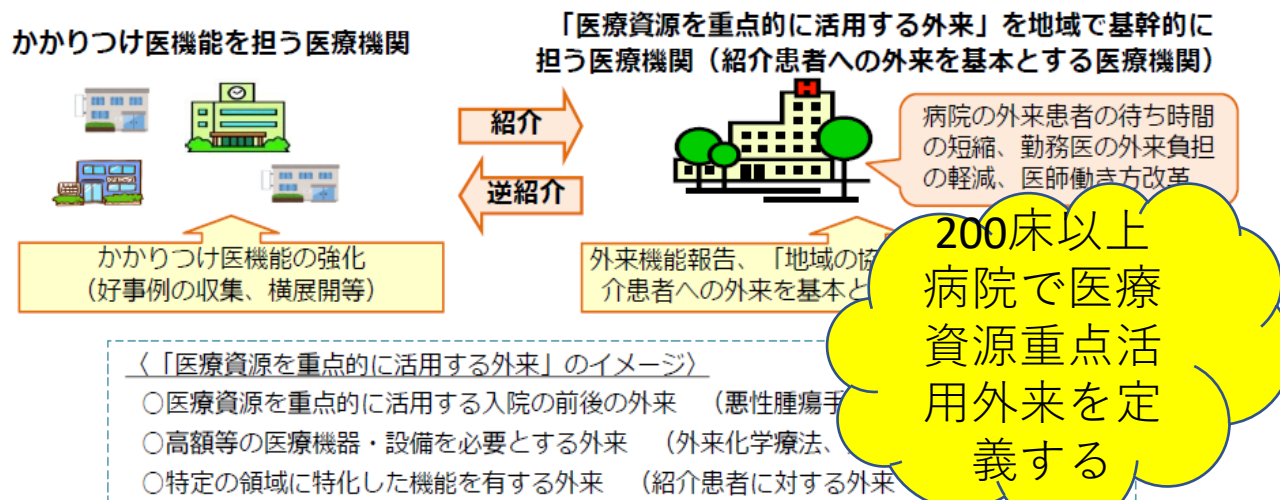 かかりつけ医機能を担う医療機関
「医療資源を重点的に活用する外来」を地域で基幹的に
担う医療機関（紹介患者への外来を基本とする医療機関）
H
紹介
逆紹介
病院の外来患者の待ち時間
の短縮、勤務医の外来負担
の軽減、医師働き方改革
かかりつけ医機能の強化
（好事例の収集、横展開等）
外来機能報告、「地域の協
介患者への外来を基本と
200床以上
病院で医療
資源重点活
用外来を定
義する
〈「医療資源を重点的に活用する外来」のイメージ〉
○医療資源を重点的に活用する入院の前後の外来　（悪性腫瘍手
○高額等の医療機器・設備を必要とする外来　（外来化学療法、
○特定の領域に特化した機能を有する外来　（紹介患者に対する外来